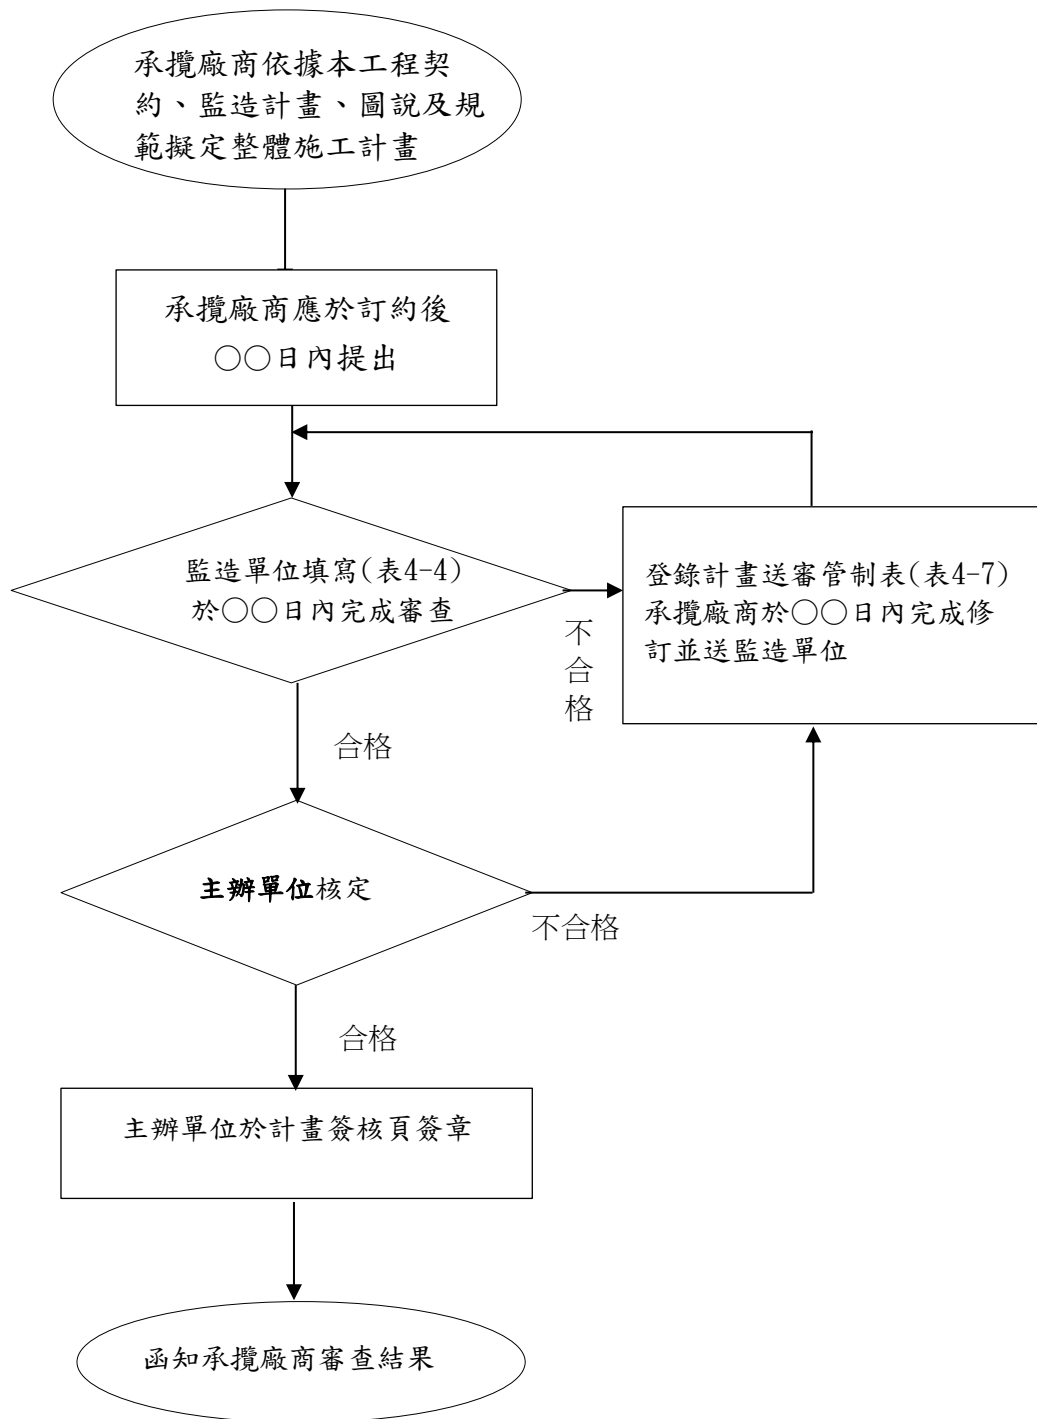 承攬廠商依據本工程契
約、監造計畫、圖說及規
範擬定整體施工計畫
承攬廠商應於訂約後
○○日內提出
監造單位填寫(表4-4)
於○○日內完成審查
不
合
格
登錄計畫送審管制表(表4-7)
承攬廠商於○○日內完成修
訂並送監造單位
合格
主辦單位核定
不合格
合格
主辦單位於計畫簽核頁簽章
函知承攬廠商審查結果